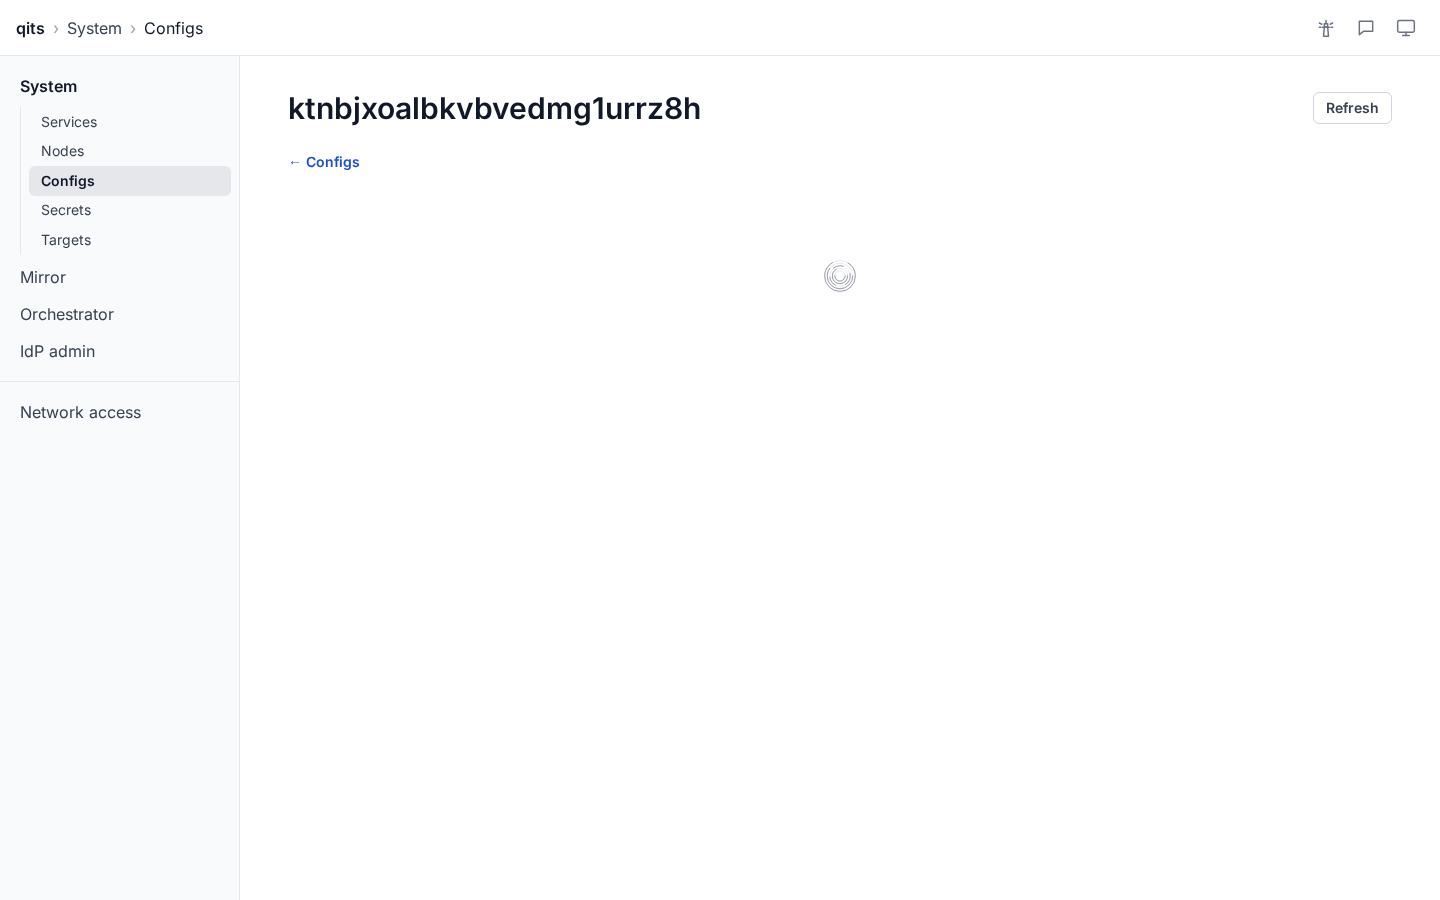 qits › System › Configs
System
Services
Nodes
Configs
Secrets
Targets
Mirror
Orchestrator
IdP admin
Network access
ktnbjxoalbkvbvedmg1urrz8h
Refresh
← Configs